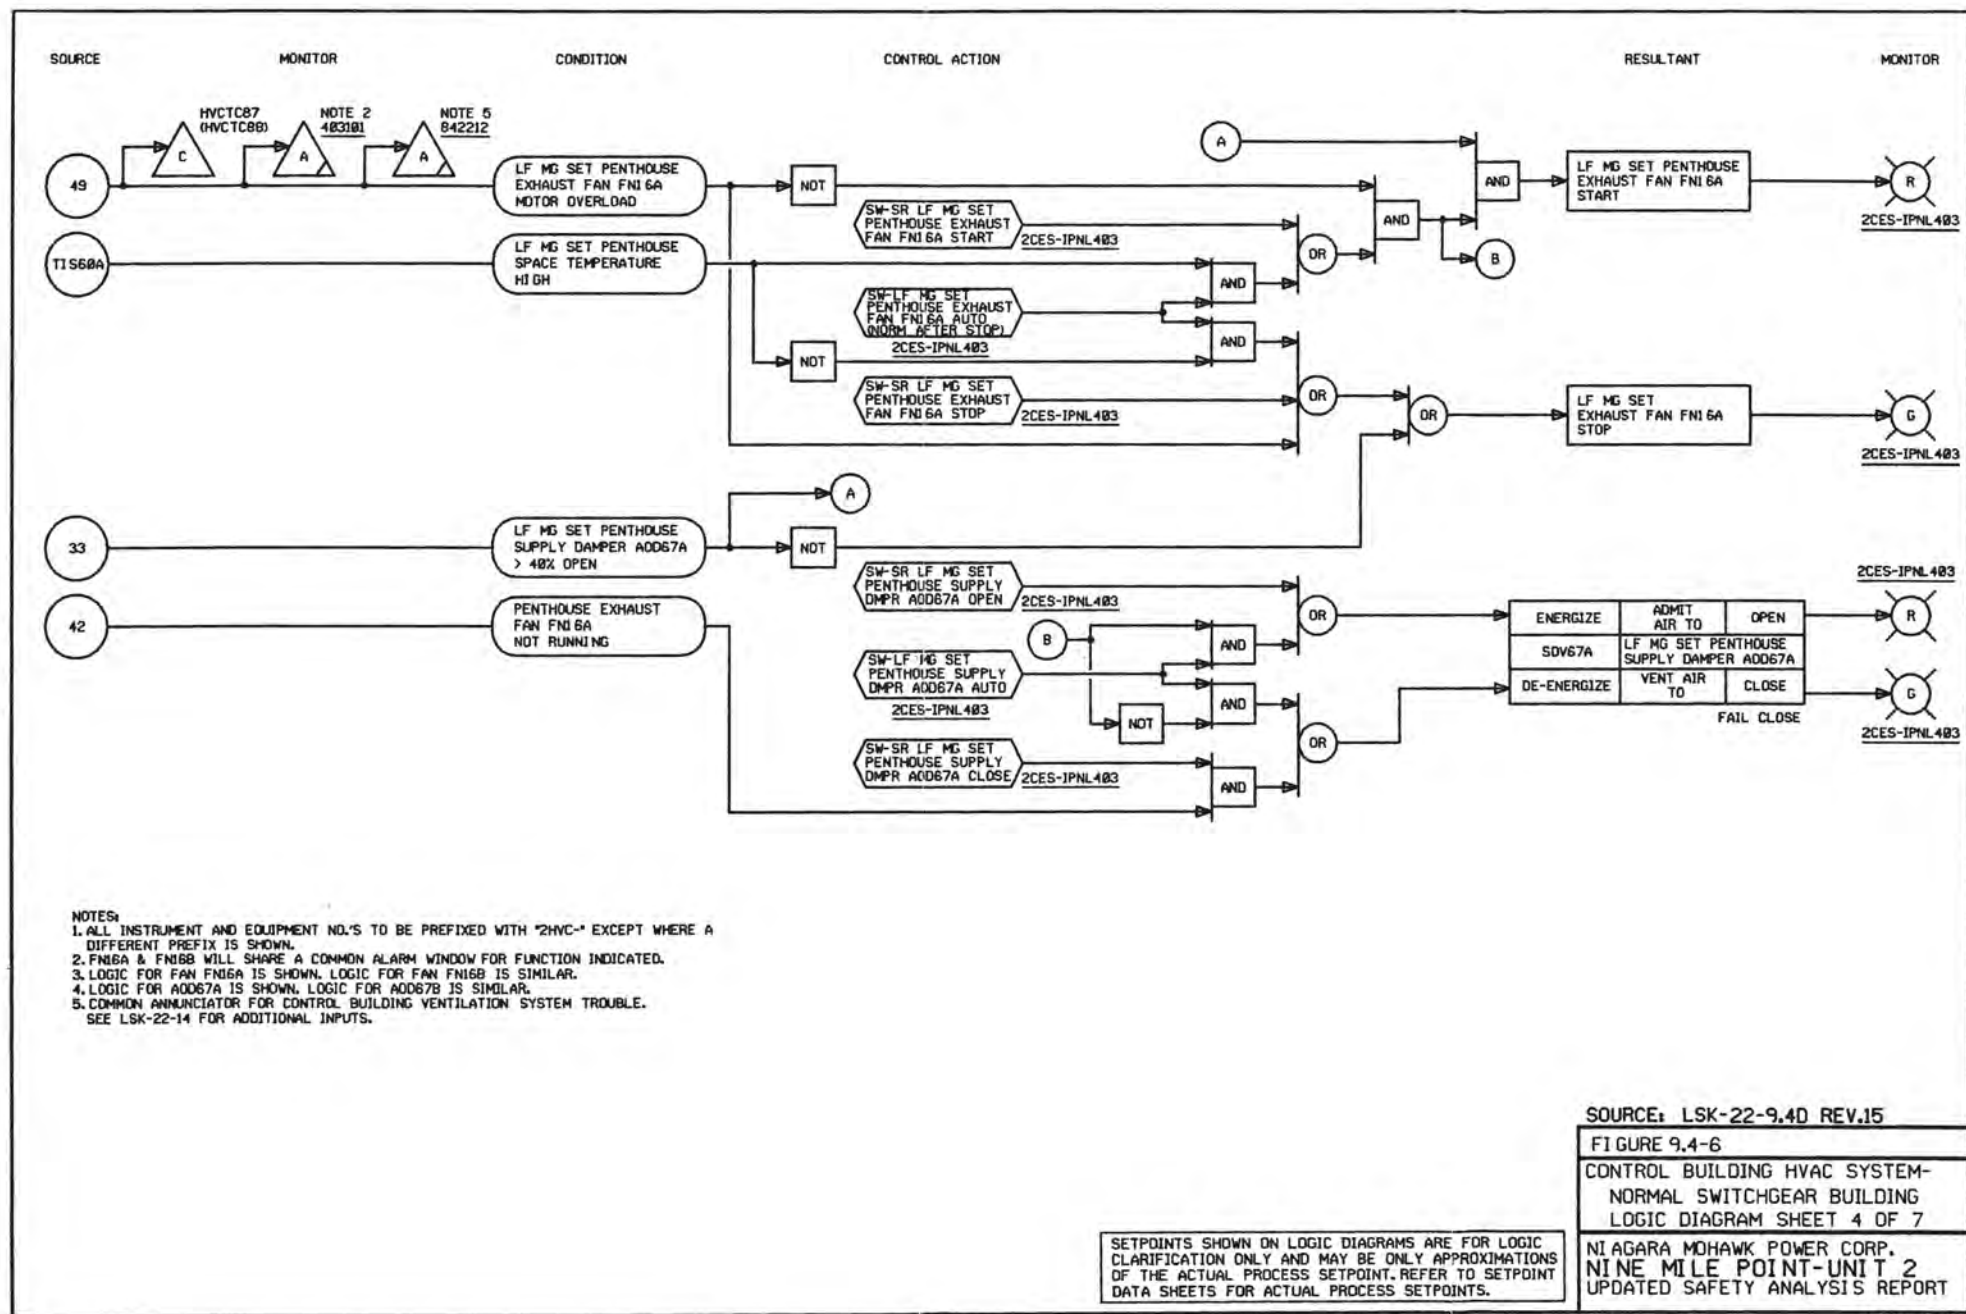 SOURCE MONITOR CONDITION CONTROL ACTION RESULTANT MONITOR
HVCTC87
(HVCTC88)
NOTE 2
403101
NOTE 5
842212
C
A
A
49
LF MG SET PENTHOUSE
EXHAUST FAN FN16A
MOTOR OVERLOAD
NOT
A
AND
AND
LF MG SET PENTHOUSE
EXHAUST FAN FN16A
START
R
2CES-IPNL403
SW-SR LF MG SET
PENTHOUSE EXHAUST
FAN FN16A START
2CES-IPNL403
OR
B
TIS60A
LF MG SET PENTHOUSE
SPACE TEMPERATURE
HIGH
AND
SW-LF MG SET
PENTHOUSE EXHAUST
FAN FN16A AUTO
(NORM AFTER STOP)
2CES-IPNL403
AND
NOT
SW-SR LF MG SET
PENTHOUSE EXHAUST
FAN FN16A STOP
2CES-IPNL403
OR
OR
LF MG SET
EXHAUST FAN FN16A
STOP
G
2CES-IPNL403
A
33
LF MG SET PENTHOUSE
SUPPLY DAMPER AOD67A
> 40% OPEN
NOT
SW-SR LF MG SET
PENTHOUSE SUPPLY
DMPR AOD67A OPEN
2CES-IPNL403
OR
42
PENTHOUSE EXHAUST
FAN FN16A
NOT RUNNING
B
AND
SW-LF MG SET
PENTHOUSE SUPPLY
DMPR AOD67A AUTO
2CES-IPNL403
AND
NOT
OR
SW-SR LF MG SET
PENTHOUSE SUPPLY
DMPR AOD67A CLOSE
2CES-IPNL403
AND
2CES-IPNL403
ENERGIZE ADMIT AIR TO OPEN
R
SOV67A LF MG SET PENTHOUSE SUPPLY DAMPER AOD67A
DE-ENERGIZE VENT AIR TO CLOSE
G
FAIL CLOSE
2CES-IPNL403
NOTES:
1. ALL INSTRUMENT AND EQUIPMENT NO.'S TO BE PREFIXED WITH "2HVC-" EXCEPT WHERE A
DIFFERENT PREFIX IS SHOWN.
2. FN16A & FN16B WILL SHARE A COMMON ALARM WINDOW FOR FUNCTION INDICATED.
3. LOGIC FOR FAN FN16A IS SHOWN. LOGIC FOR FAN FN16B IS SIMILAR.
4. LOGIC FOR AOD67A IS SHOWN. LOGIC FOR AOD67B IS SIMILAR.
5. COMMON ANNUNCIATOR FOR CONTROL BUILDING VENTILATION SYSTEM TROUBLE.
SEE LSK-22-14 FOR ADDITIONAL INPUTS.
SETPOINTS SHOWN ON LOGIC DIAGRAMS ARE FOR LOGIC
CLARIFICATION ONLY AND MAY BE ONLY APPROXIMATIONS
OF THE ACTUAL PROCESS SETPOINT. REFER TO SETPOINT
DATA SHEETS FOR ACTUAL PROCESS SETPOINTS.
SOURCE: LSK-22-9.4D REV.15
FIGURE 9.4-6
CONTROL BUILDING HVAC SYSTEM-
NORMAL SWITCHGEAR BUILDING
LOGIC DIAGRAM SHEET 4 OF 7
NIAGARA MOHAWK POWER CORP.
NINE MILE POINT-UNIT 2
UPDATED SAFETY ANALYSIS REPORT